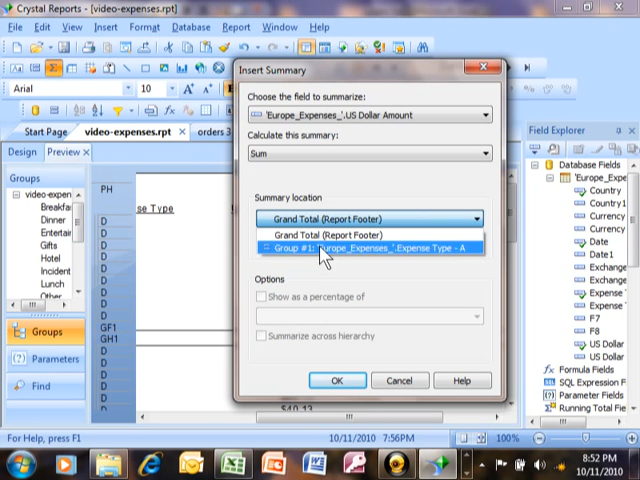 Crystal Reports - [video-expenses.rpt]
File Edit View Insert Format Database Report Window Help
Arial
10
Start Page
video-expenses.rpt
orders 3
Design
Preview
Groups
video-expen
Breakfa
Dinner
Entertai
Gifts
Hotel
Incident
Lunch
Other
Groups
Parameters
Find
PH
D
D
D
D
D
D
D
D
D
GF1
GH1
D
D
D
D
D
D
se Type
$40.13
Insert Summary
Choose the field to summarize:
'Europe_Expenses_'.US Dollar Amount
Calculate this summary:
Sum
Summary location
Grand Total (Report Footer)
Grand Total (Report Footer)
Group #1: 'Europe_Expenses_'.Expense Type - A
Options
Show as a percentage of
Summarize across hierarchy
OK
Cancel
Help
Field Explorer
Database Fields
'Europe_Ex
Country
Country1
Currency
Currency
Date
Date1
Exchange
Exchange
Expense
Expense
F7
F8
US Dollar
US Dollar
Formula Fields
SQL Expression F
Parameter Fields
Running Total Fie
For Help, press F1
10/11/2010 7:56PM
100%
8:52 PM
10/11/2010